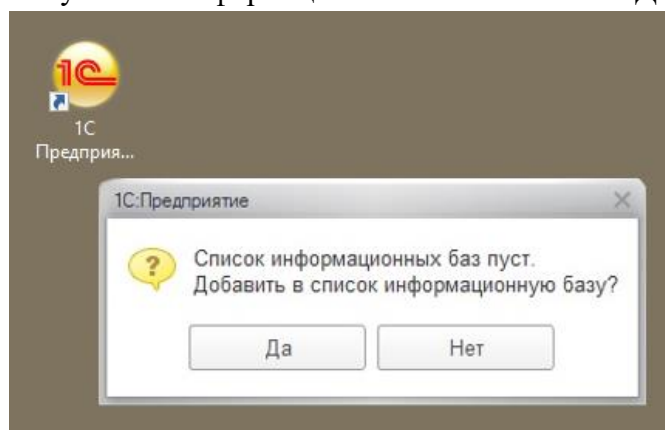 1С
1С
Предприя...
1С:Предприятие
?
Список информационных баз пуст.
Добавить в список информационную базу?
Да
Нет